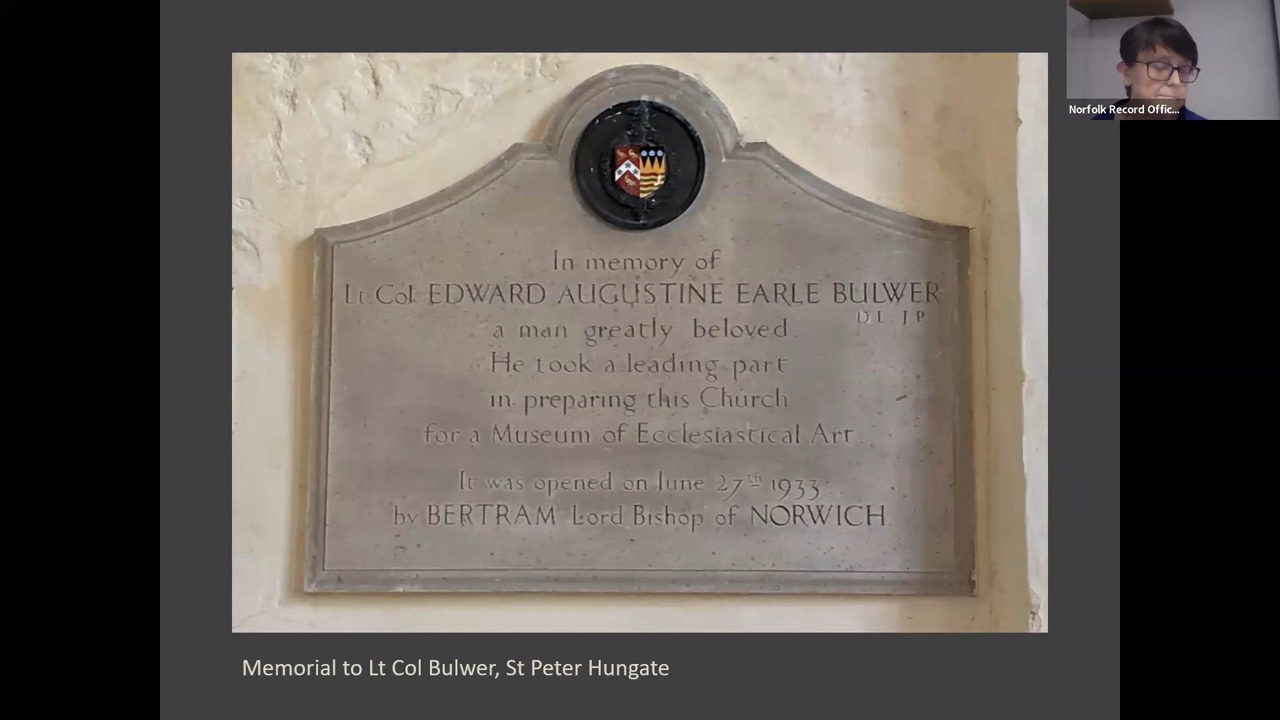 Norfolk Record Offic...
In memory of
Lt. Col. EDWARD AUGUSTINE EARLE BULWER
D L. J P.
a man greatly beloved.
He took a leading part
in preparing this Church
for a Museum of Ecclesiastical Art
It was opened on June 27th 1933
by BERTRAM Lord Bishop of NORWICH.
Memorial to Lt Col Bulwer, St Peter Hungate